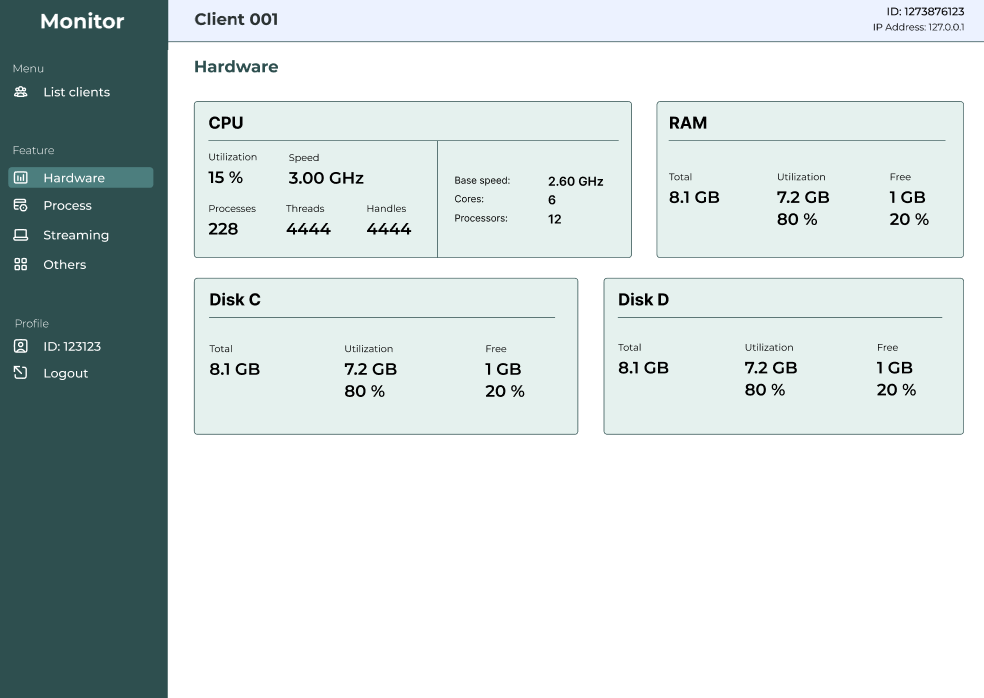 Monitor
Menu
List clients
Feature
Hardware
Process
Streaming
Others
Profile
ID: 123123
Logout
Client 001
ID: 1273876123
IP Address: 127.0.0.1
Hardware
CPU
Utilization Speed
15 % 3.00 GHz
Processes Threads Handles
228 4444 4444
Base speed: 2.60 GHz
Cores: 6
Processors: 12
RAM
Total Utilization Free
8.1 GB 7.2 GB 1 GB
80 % 20 %
Disk C
Total Utilization Free
8.1 GB 7.2 GB 1 GB
80 % 20 %
Disk D
Total Utilization Free
8.1 GB 7.2 GB 1 GB
80 % 20 %